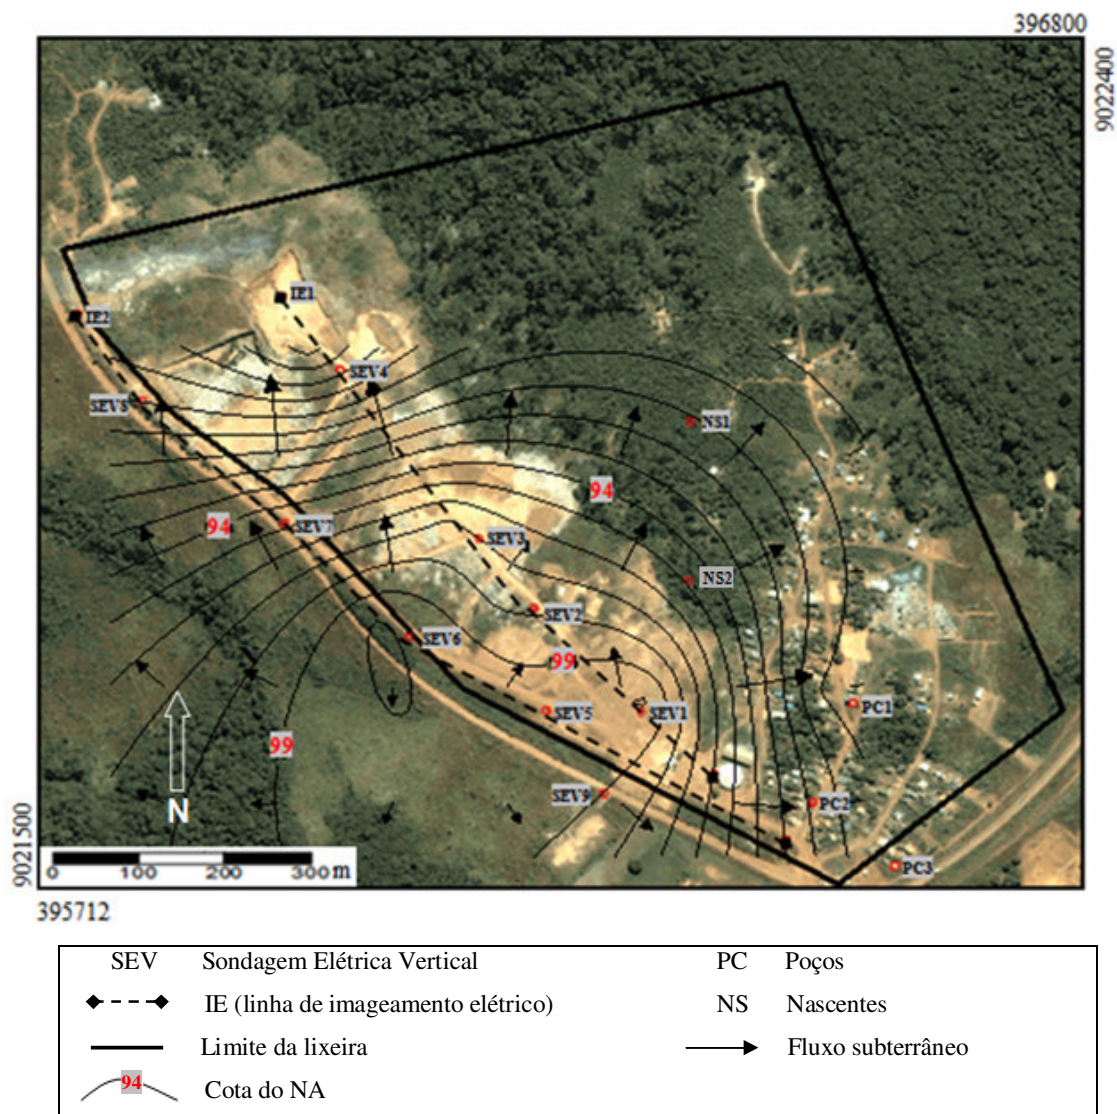 396800
9022400
IE1
IE2
SEV4
SEV8
NS1
94
94
SEV7
SEV3
NS2
SEV2
SEV6
99
SEV5
SEV1
PC1
99
SEV9
PC2
N
PC3
9021500
0 100 200 300 m
395712
SEV Sondagem Elétrica Vertical
PC Poços
IE (linha de imageamento elétrico)
NS Nascentes
Limite da lixeira
Fluxo subterrâneo
94 Cota do NA